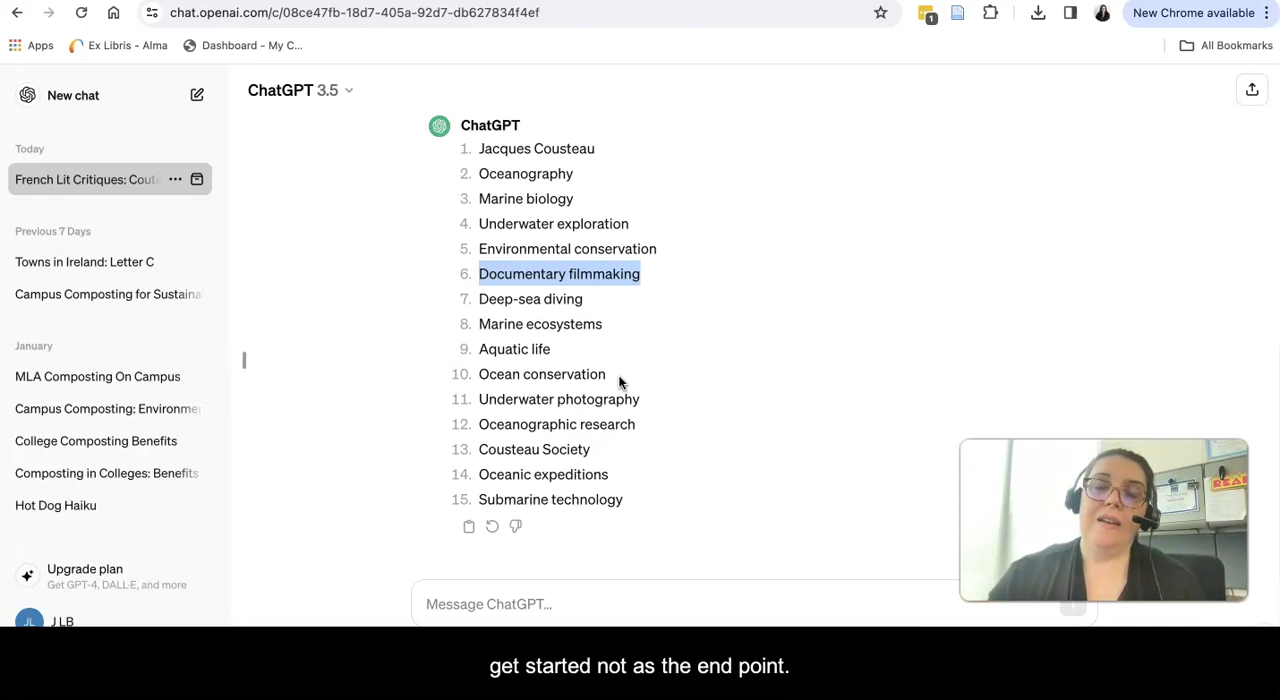 chat.openai.com/c/08ce47fb-18d7-405a-92d7-db627834f4ef
1
New Chrome available
Apps
Ex Libris - Alma
Dashboard - My C...
All Bookmarks
New chat
ChatGPT 3.5
Today
French Lit Critiques: Coute
Previous 7 Days
Towns in Ireland: Letter C
Campus Composting for Sustaina
January
MLA Composting On Campus
Campus Composting: Environme
College Composting Benefits
Composting in Colleges: Benefits
Hot Dog Haiku
Upgrade plan
Get GPT-4, DALL·E, and more
JL
J LB
ChatGPT
1. Jacques Cousteau
2. Oceanography
3. Marine biology
4. Underwater exploration
5. Environmental conservation
6. Documentary filmmaking
7. Deep-sea diving
8. Marine ecosystems
9. Aquatic life
10. Ocean conservation
11. Underwater photography
12. Oceanographic research
13. Cousteau Society
14. Oceanic expeditions
15. Submarine technology
Message ChatGPT...
READ
get started not as the end point.